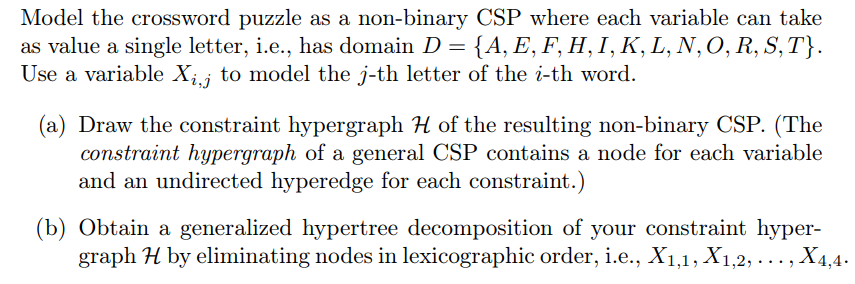 Model the crossword puzzle as a non-binary CSP where each variable can take
as value a single letter, i.e., has domain D = {A, E, F, H, I, K, L, N, O, R, S, T}.
Use a variable X_{i,j} to model the j-th letter of the i-th word.
(a) Draw the constraint hypergraph ℋ of the resulting non-binary CSP. (The
constraint hypergraph of a general CSP contains a node for each variable
and an undirected hyperedge for each constraint.)
(b) Obtain a generalized hypertree decomposition of your constraint hyper-
graph ℋ by eliminating nodes in lexicographic order, i.e., X_{1,1}, X_{1,2}, . . . , X_{4,4}.